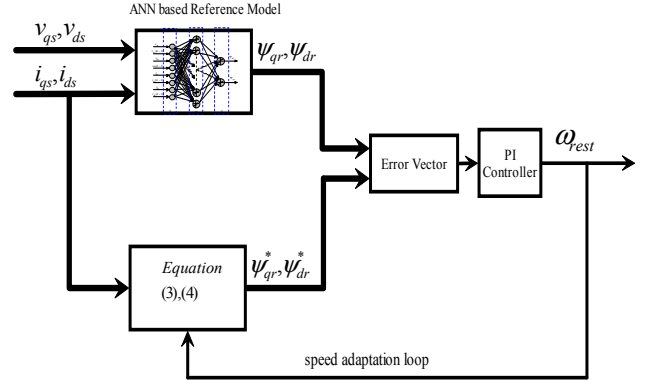 ANN based Reference Model
v_qs, v_ds
i_qs, i_ds
ψ_qr, ψ_dr
Error Vector
PI
Controller
ω_rest
Equation
(3),(4)
ψ*_qr, ψ*_dr
speed adaptation loop